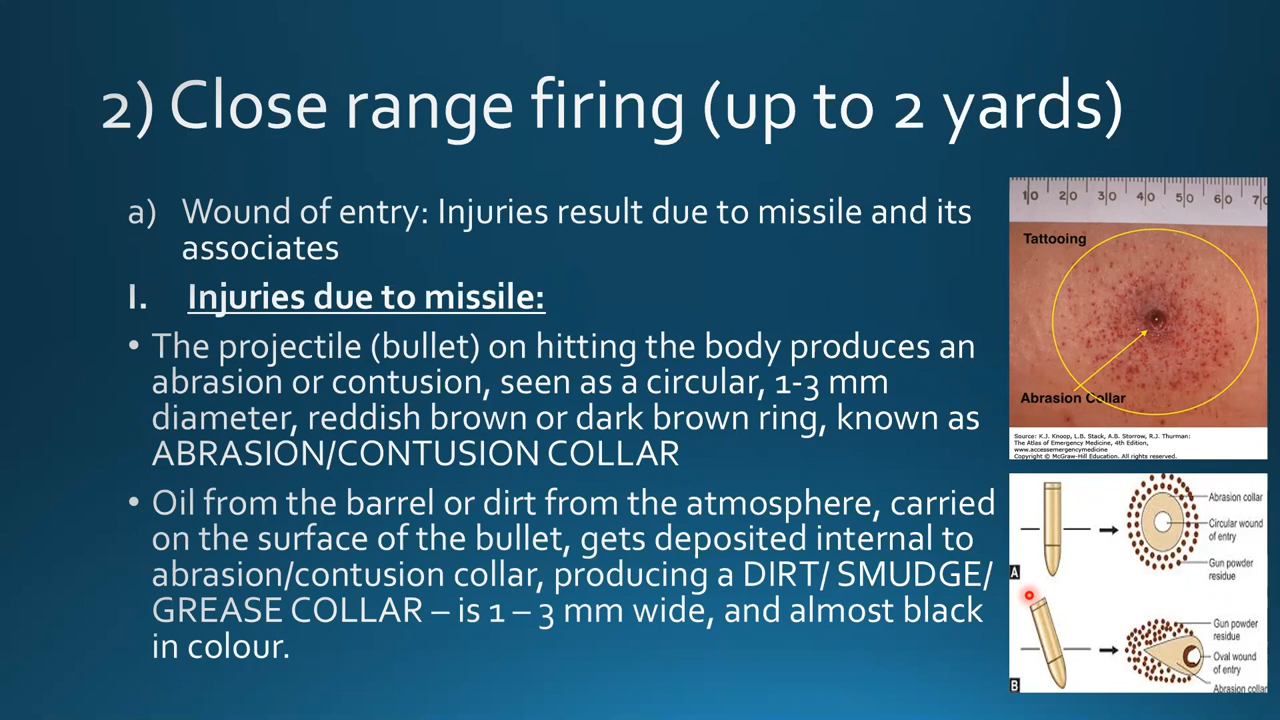 2) Close range firing (up to 2 yards)
a) Wound of entry: Injuries result due to missile and its
associates
I. Injuries due to missile:
• The projectile (bullet) on hitting the body produces an
abrasion or contusion, seen as a circular, 1-3 mm
diameter, reddish brown or dark brown ring, known as
ABRASION/CONTUSION COLLAR
• Oil from the barrel or dirt from the atmosphere, carried
on the surface of the bullet, gets deposited internal to
abrasion/contusion collar, producing a DIRT/ SMUDGE/
GREASE COLLAR – is 1 – 3 mm wide, and almost black
in colour.
10 20 30 40 50 60 70
Tattooing
Abrasion Collar
Source: K.J. Knoop, L.B. Stack, A.B. Storrow, R.J. Thurman:
The Atlas of Emergency Medicine, 4th Edition,
www.accessemergencymedicine
Copyright © McGraw-Hill Education. All rights reserved.
Abrasion collar
Circular wound
of entry
Gun powder
residue
A
Gun powder
residue
Oval wound
of entry
Abrasion collar
B